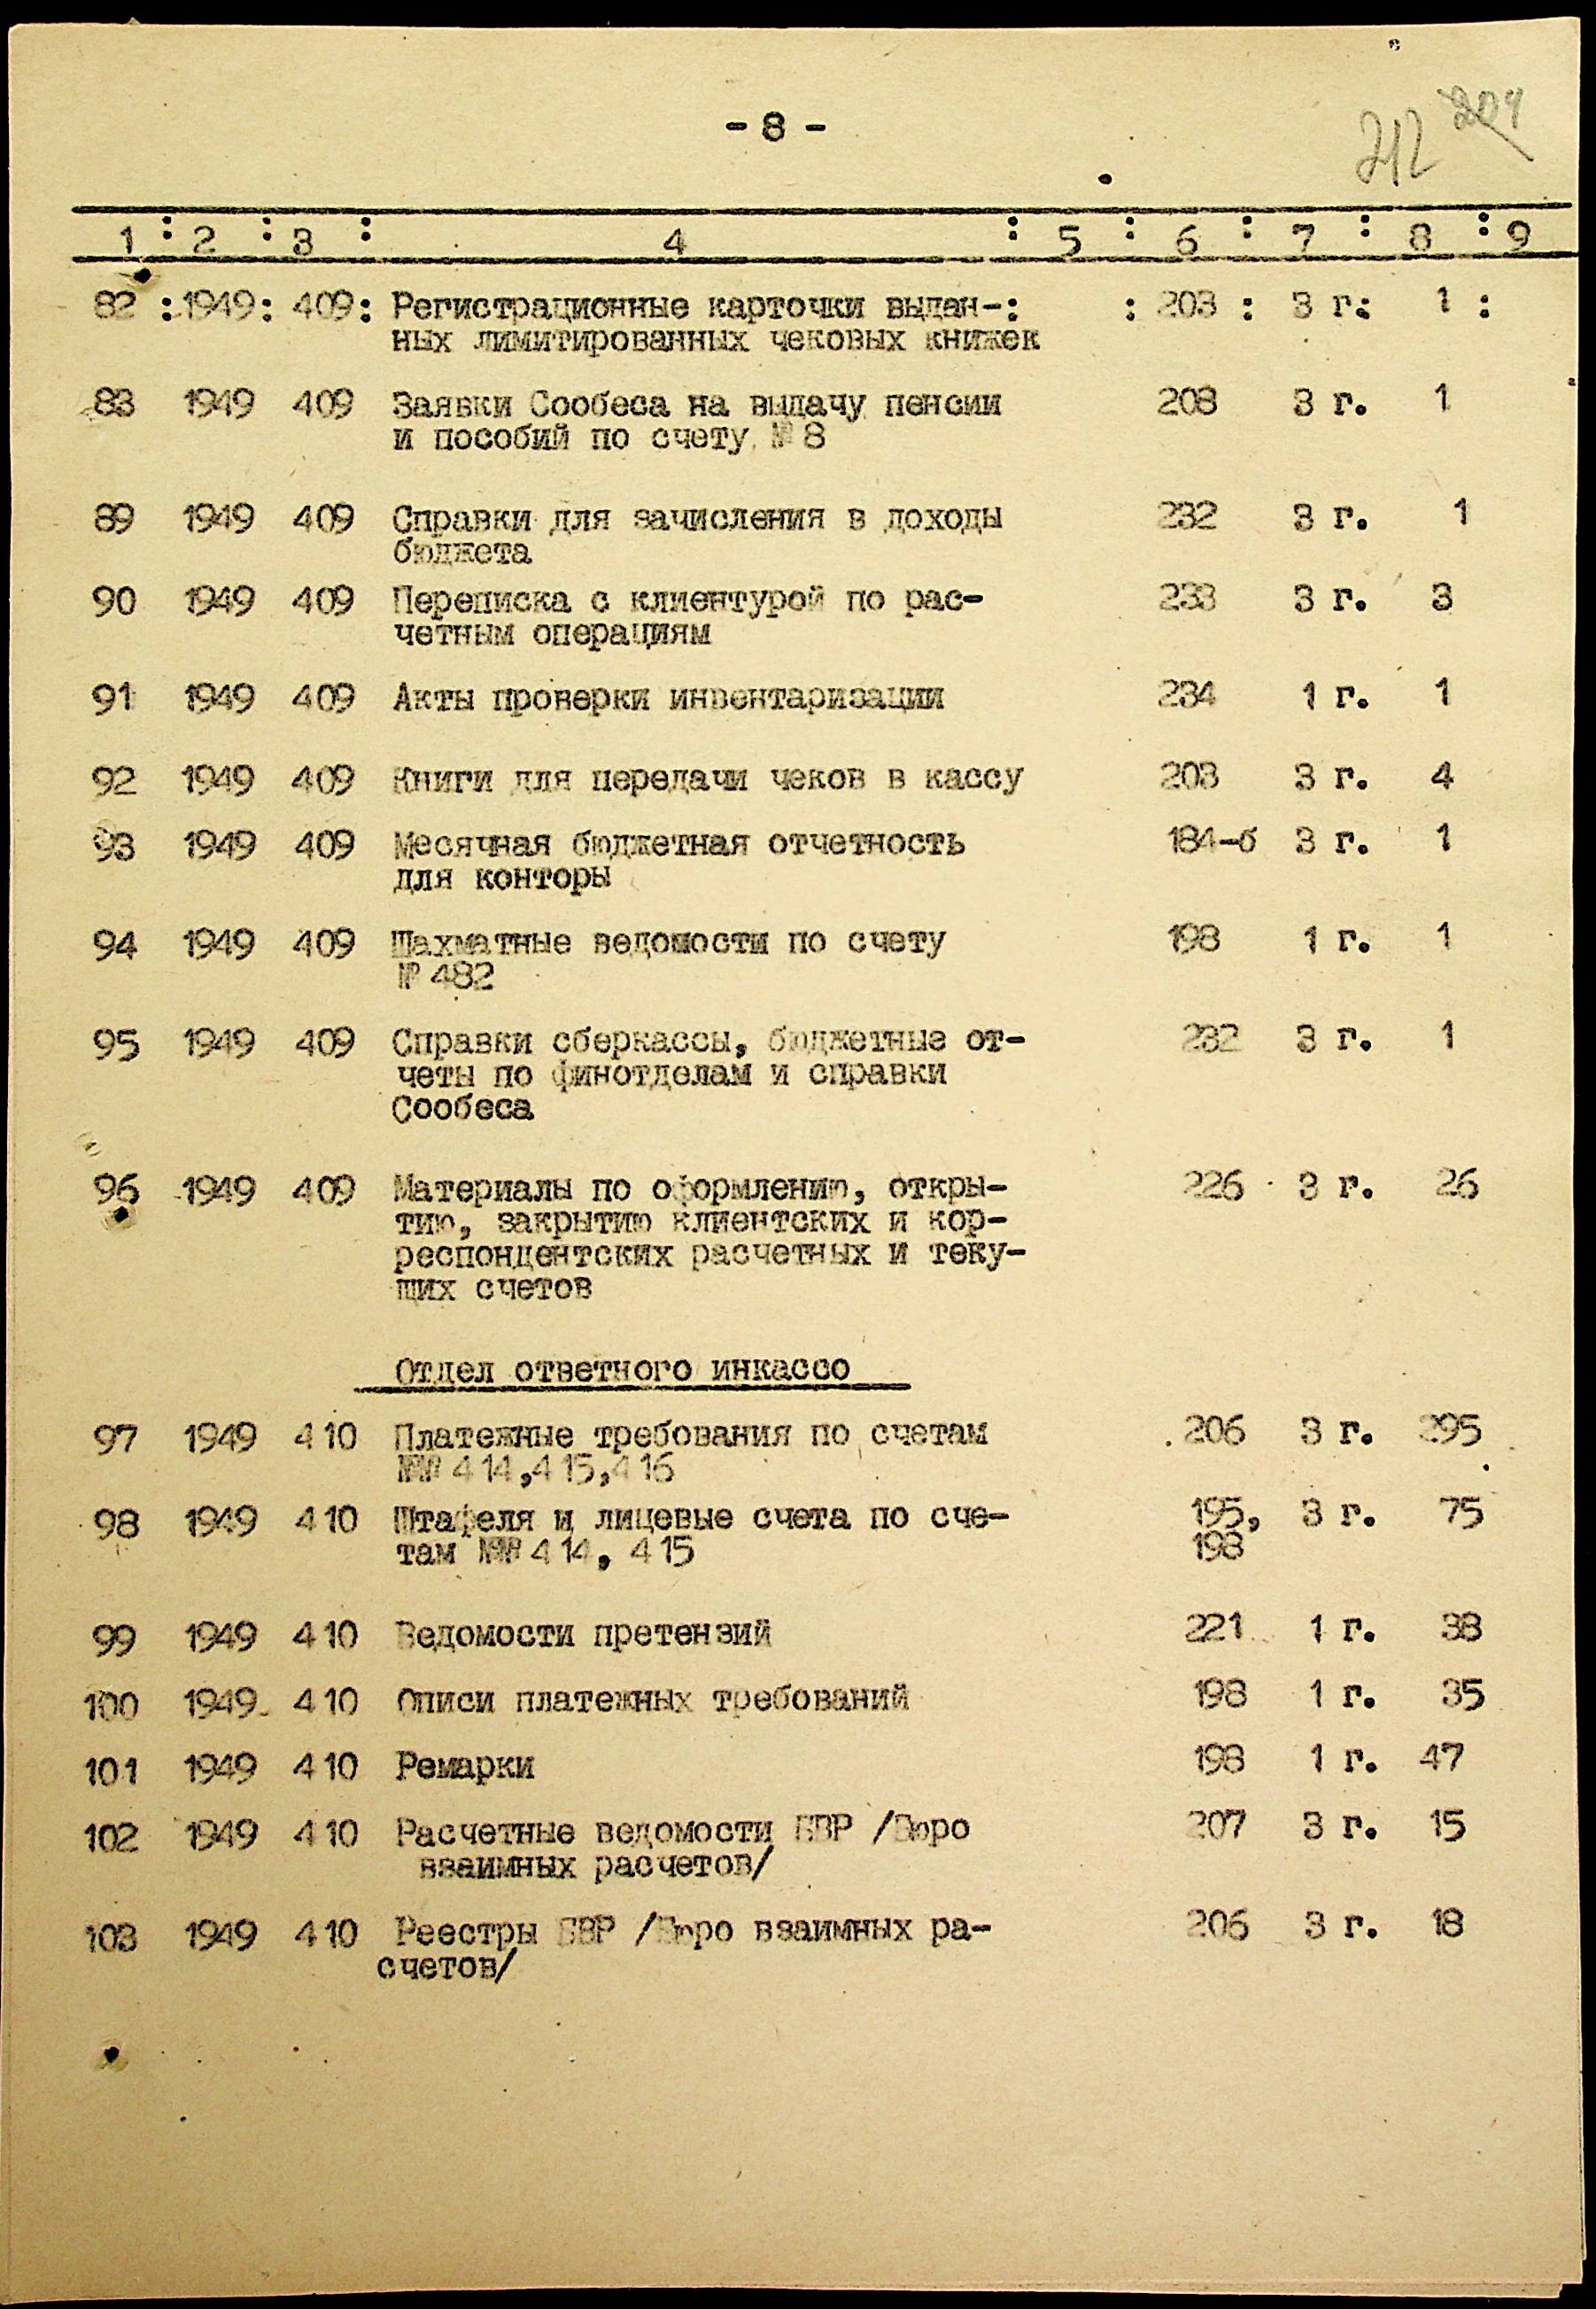 - 8 -
212 204
1 : 2 : 3 : 4 : 5 : 6 : 7 : 8 : 9
82 : 1949 : 409 : Регистрационные карточки выдан- : : 203 : 3 г. : 1 :
ных лимитированных чековых книжек
83 1949 409 Заявки Сообеса на выдачу пенсии 203 3 г. 1
и пособий по счету № 8
89 1949 409 Справки для зачисления в доходы 232 3 г. 1
бюджета
90 1949 409 Переписка с клиентурой по рас- 233 3 г. 3
четным операциям
91 1949 409 Акты проверки инвентаризации 234 1 г. 1
92 1949 409 Книги для передачи чеков в кассу 203 3 г. 4
93 1949 409 Месячная бюджетная отчетность 184-б 3 г. 1
для конторы
94 1949 409 Шахматные ведомости по счету 198 1 г. 1
№ 482
95 1949 409 Справки сберкассы, бюджетные от- 232 3 г. 1
четы по финотделам и справки
Сообеса
96 1949 409 Материалы по оформлению, откры- 226 3 г. 26
тию, закрытию клиентских и кор-
респондентских расчетных и теку-
щих счетов
Отдел ответного инкассо
97 1949 410 Платежные требования по счетам 206 3 г. 295
№№ 414,415,416
98 1949 410 Штафеля и лицевые счета по сче- 195, 3 г. 75
там №№ 414, 415 198
99 1949 410 Ведомости претензий 221 1 г. 38
100 1949 410 Описи платежных требований 198 1 г. 35
101 1949 410 Ремарки 198 1 г. 47
102 1949 410 Расчетные ведомости БВР /Бюро 207 3 г. 15
взаимных расчетов/
103 1949 410 Реестры БВР /Бюро взаимных ра- 206 3 г. 18
счетов/